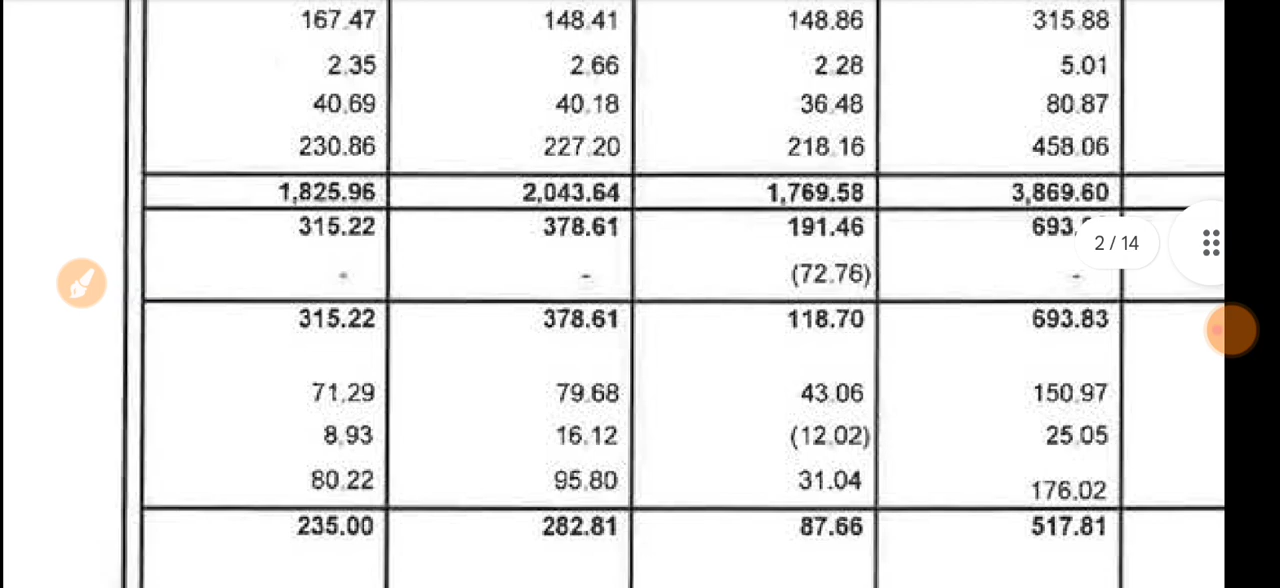 167.47 148.41 148.86 315.88
2.35 2.66 2.28 5.01
40.69 40.18 36.48 80.87
230.86 227.20 218.16 458.06
1,825.96 2,043.64 1,769.58 3,869.60
315.22 378.61 191.46 693.
2 / 14
- - (72.76) -
315.22 378.61 118.70 693.83
71.29 79.68 43.06 150.97
8.93 16.12 (12.02) 25.05
80.22 95.80 31.04 176.02
235.00 282.81 87.66 517.81